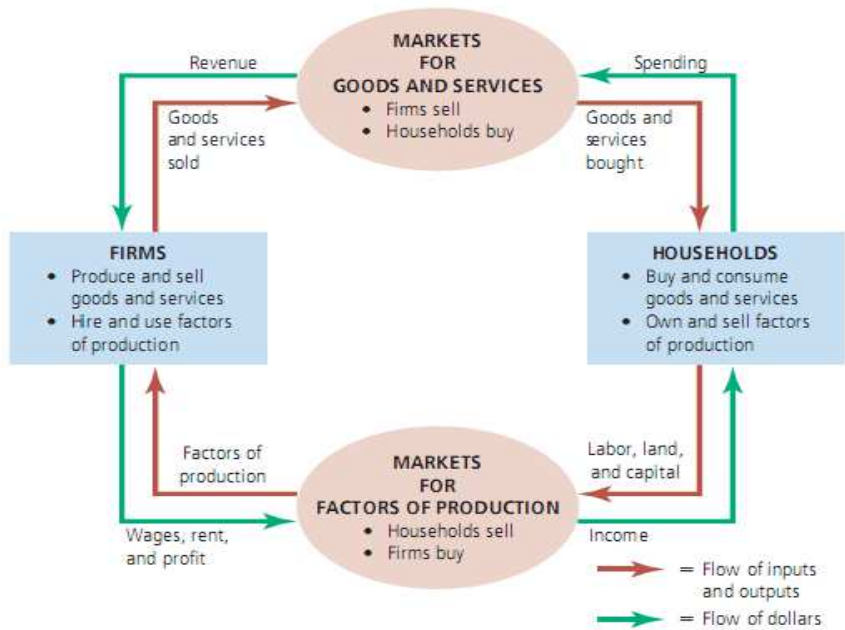 MARKETS
FOR
GOODS AND SERVICES
• Firms sell
• Households buy
Revenue
Spending
Goods
and services
sold
Goods and
services
bought
FIRMS
• Produce and sell
goods and services
• Hire and use factors
of production
HOUSEHOLDS
• Buy and consume
goods and services
• Own and sell factors
of production
Factors of
production
Labor, land,
and capital
MARKETS
FOR
FACTORS OF PRODUCTION
• Households sell
• Firms buy
Wages, rent,
and profit
Income
= Flow of inputs
and outputs
= Flow of dollars